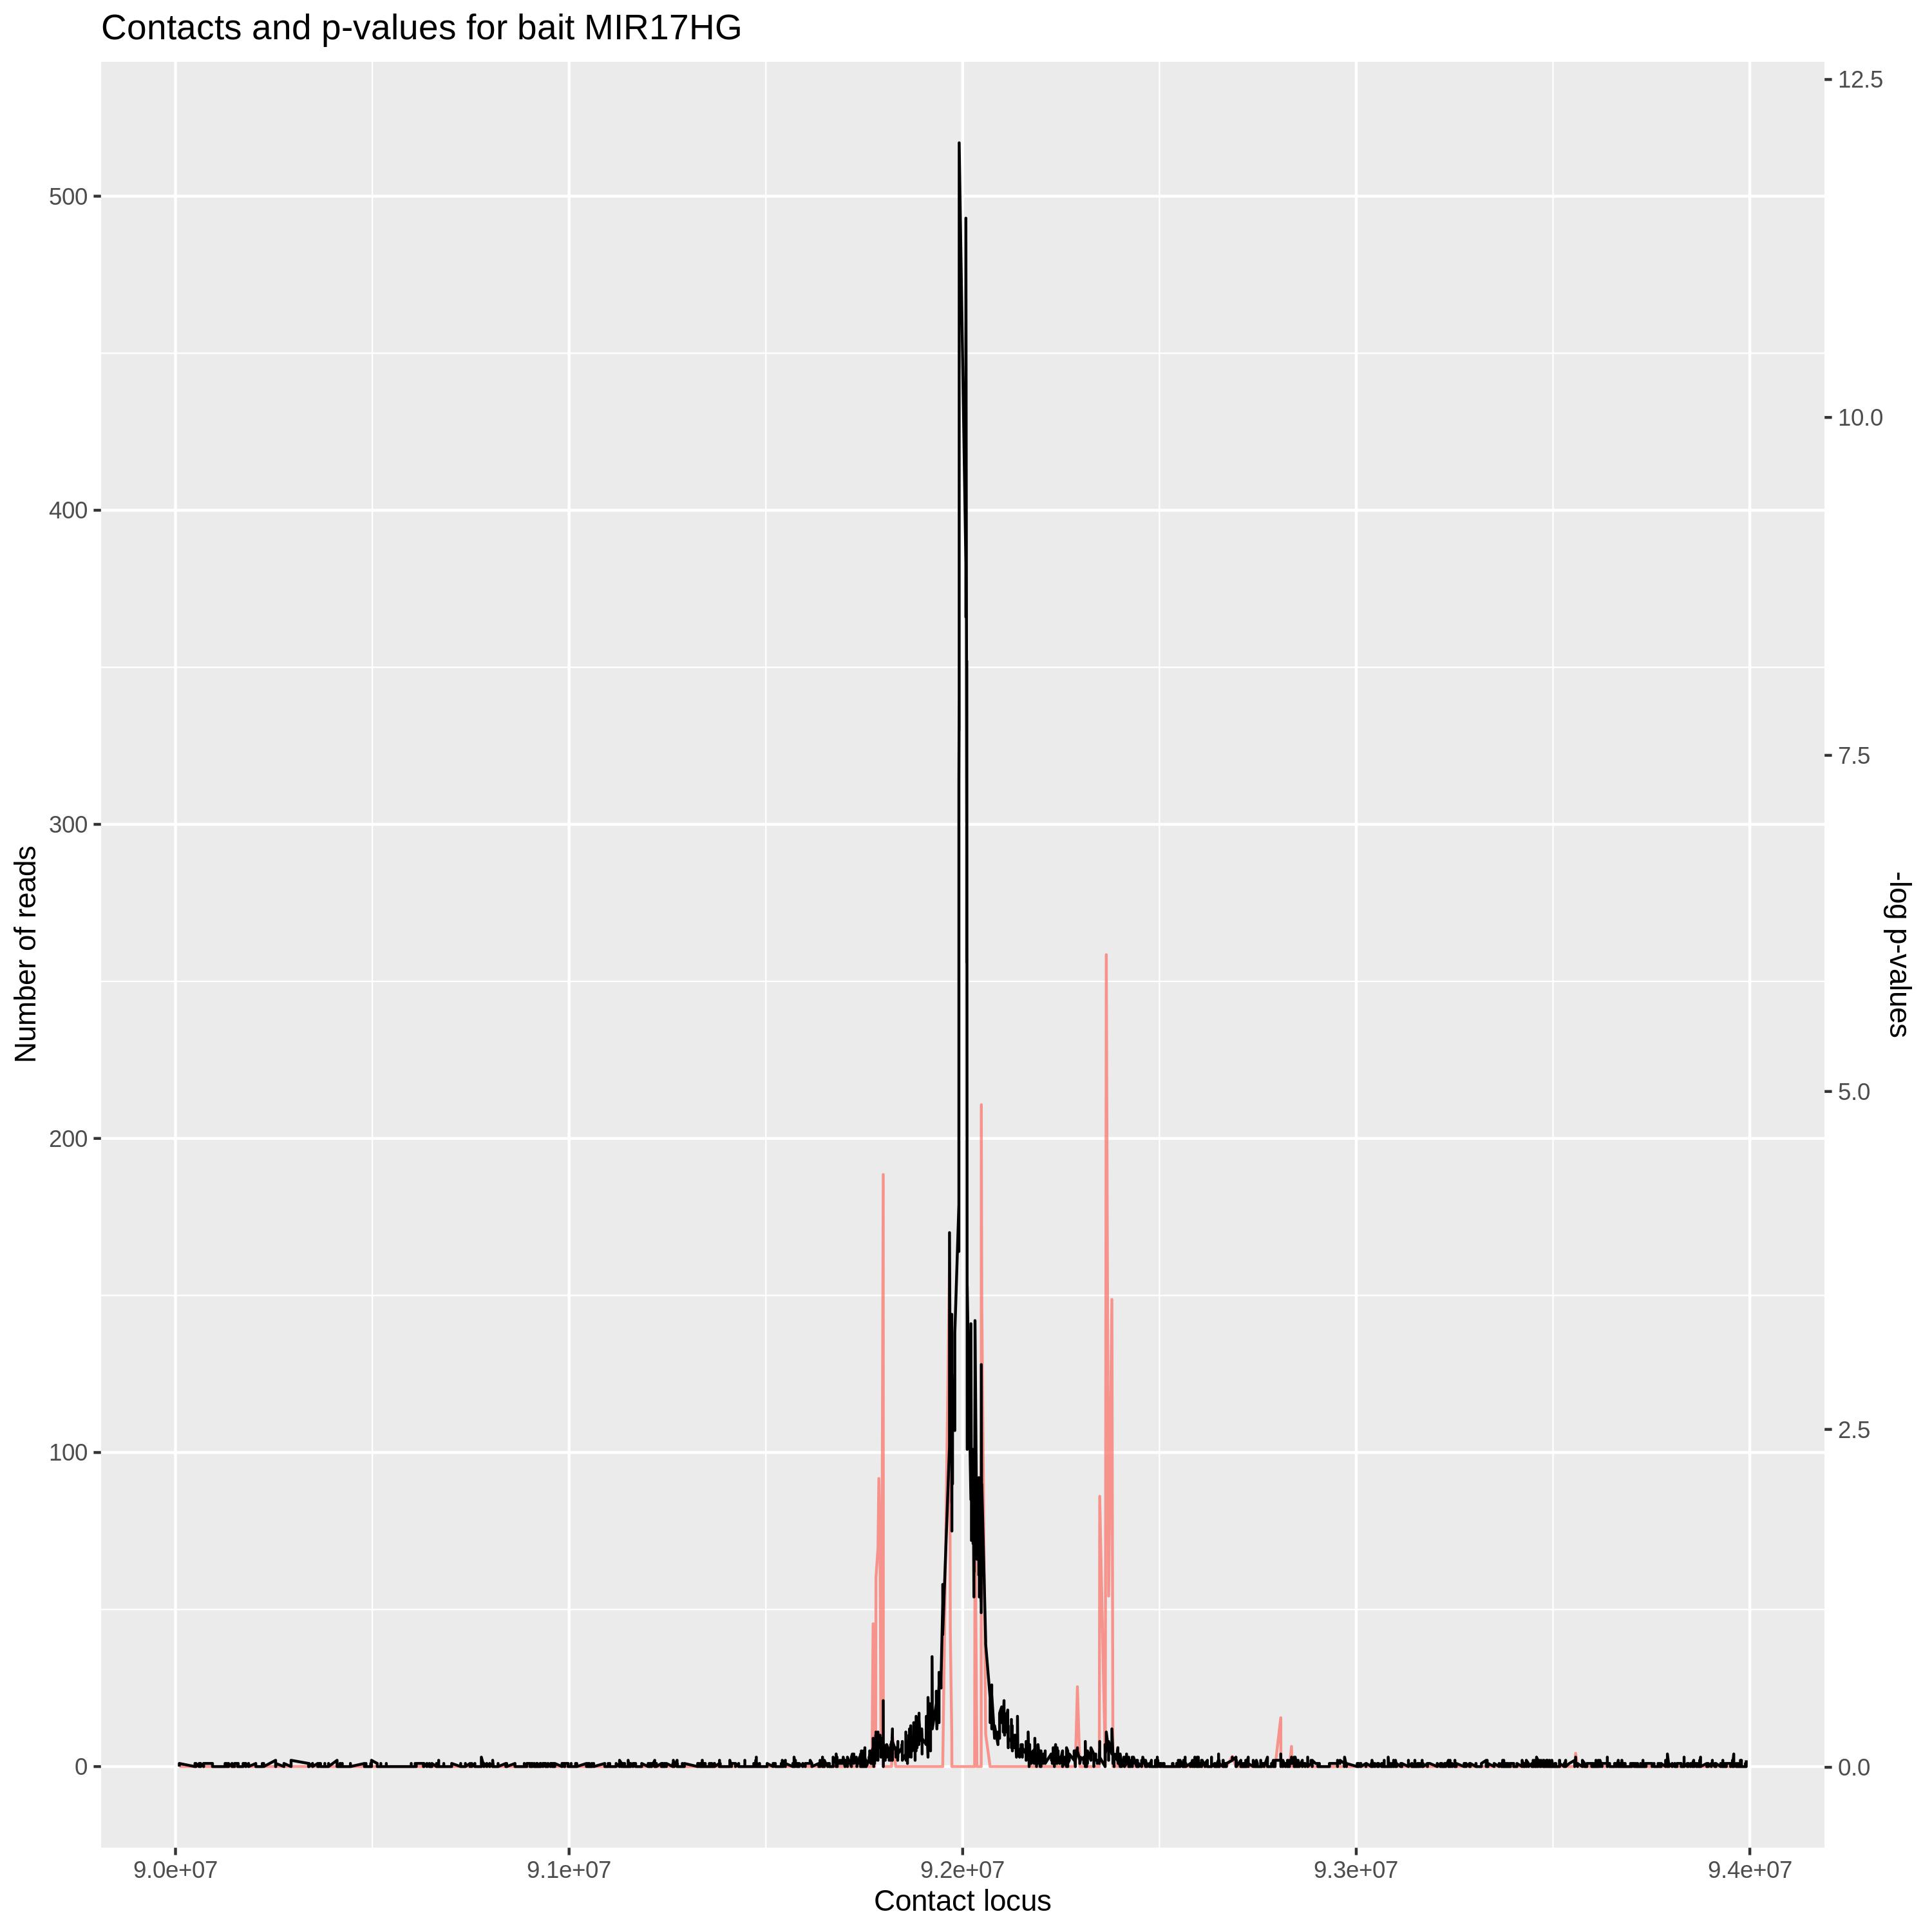 Contacts and p-values for bait MIR17HG
Number of reads
500
400
300
200
100
0
12.5
10.0
7.5
5.0
2.5
0.0
-log p-values
9.0e+07
9.1e+07
9.2e+07
9.3e+07
9.4e+07
Contact locus